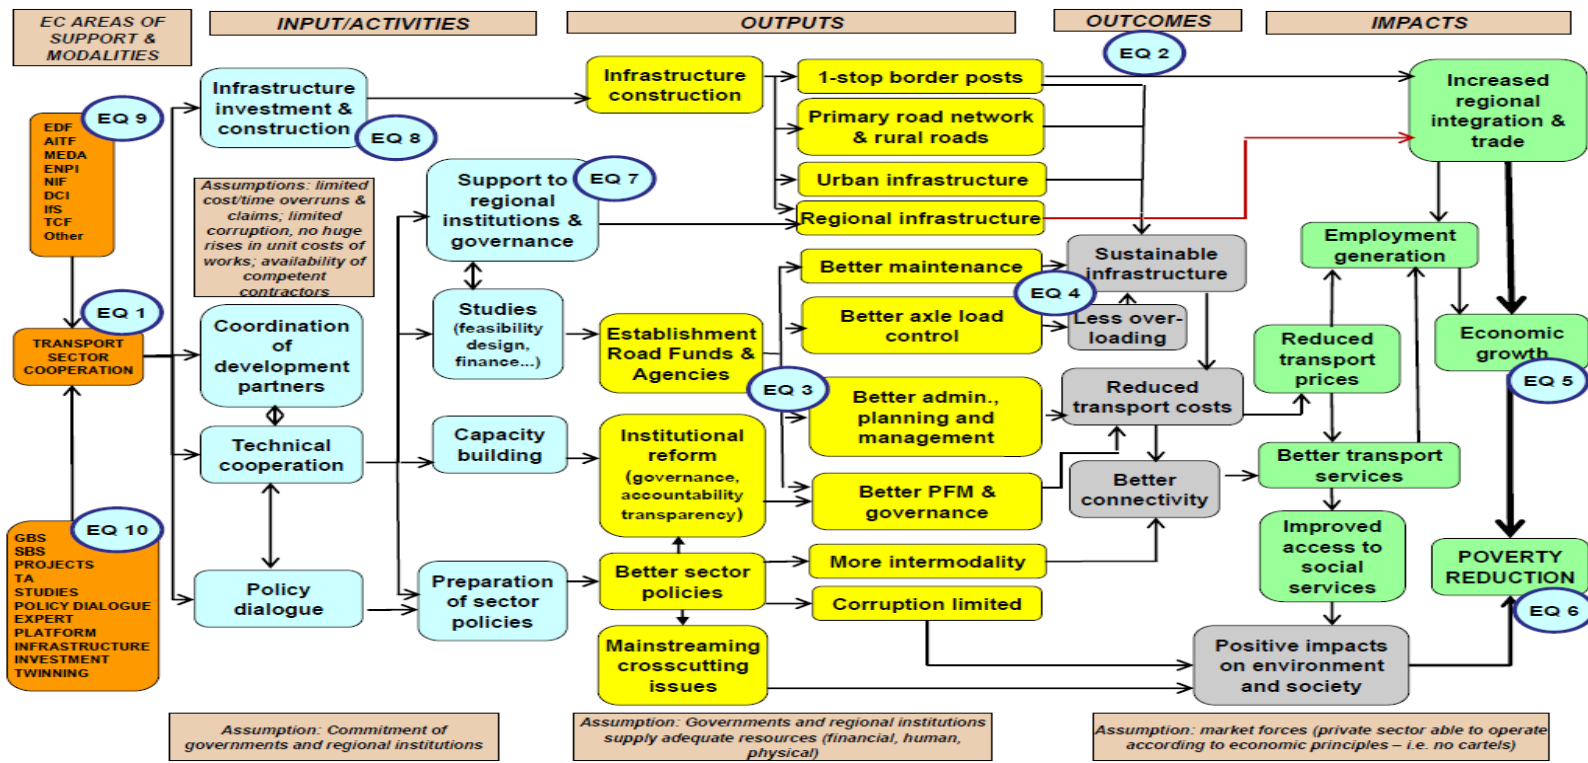 EC AREAS OF
SUPPORT &
MODALITIES
INPUT/ACTIVITIES
OUTPUTS
OUTCOMES
IMPACTS
EQ 9
EDF
AITF
MEDA
ENPI
NIF
DCI
IfS
TCF
Other
EQ 1
TRANSPORT
SECTOR
COOPERATION
EQ 10
GBS
SBS
PROJECTS
TA
STUDIES
POLICY DIALOGUE
EXPERT
PLATFORM
INFRASTRUCTURE
INVESTMENT
TWINNING
Infrastructure
investment &
construction
EQ 8
Assumptions: limited
cost/time overruns &
claims; limited
corruption, no huge
rises in unit costs of
works; availability of
competent
contractors
Coordination
of
development
partners
Technical
cooperation
Policy
dialogue
Support to
regional
institutions &
governance
EQ 7
Studies
(feasibility
design,
finance...)
Capacity
building
Preparation
of sector
policies
Infrastructure
construction
Establishment
Road Funds &
Agencies
EQ 3
Institutional
reform
(governance,
accountability
transparency)
Better sector
policies
Mainstreaming
crosscutting
issues
1-stop border posts
Primary road network
& rural roads
Urban infrastructure
Regional infrastructure
Better maintenance
Better axle load
control
EQ 4
Better admin.,
planning and
management
Better PFM &
governance
More intermodality
Corruption limited
EQ 2
Sustainable
infrastructure
Less over-
loading
Reduced
transport costs
Better
connectivity
Positive impacts
on environment
and society
Increased
regional
integration &
trade
Employment
generation
Reduced
transport
prices
Economic
growth
EQ 5
Better transport
services
Improved
access to
social
services
POVERTY
REDUCTION
EQ 6
Assumption: Commitment of
governments and regional institutions
Assumption: Governments and regional institutions
supply adequate resources (financial, human,
physical)
Assumption: market forces (private sector able to operate
according to economic principles – i.e. no cartels)